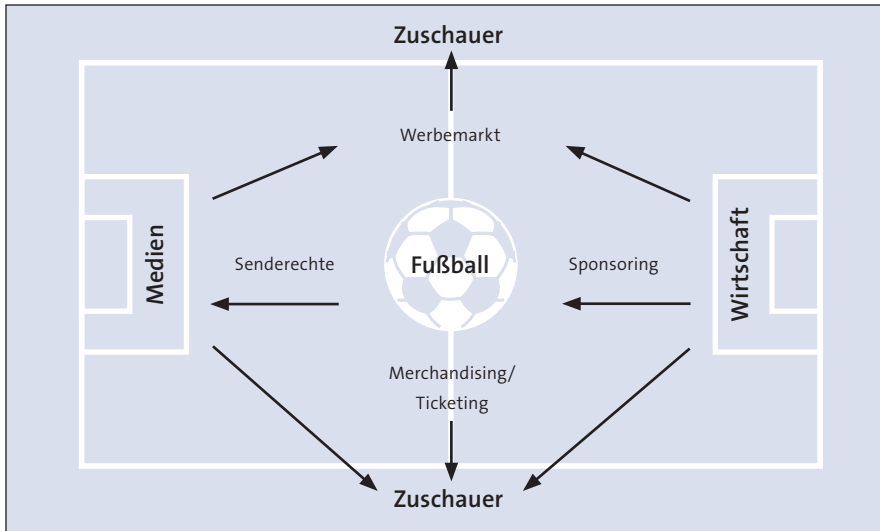 Zuschauer
Werbemarkt
Medien
Senderechte
Fußball
Sponsoring
Wirtschaft
Merchandising/
Ticketing
Zuschauer